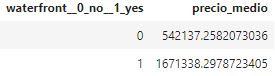 waterfront__0_no__1_yes precio_medio
0 542137.2582073036
1 1671338.2978723405